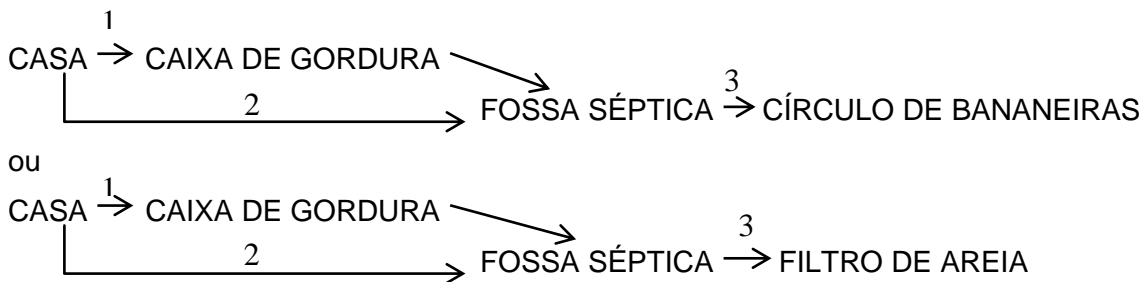 1
CASA CAIXA DE GORDURA
2 FOSSA SÉPTICA 3 CÍRCULO DE BANANEIRAS
ou
1
CASA CAIXA DE GORDURA
2 FOSSA SÉPTICA 3 FILTRO DE AREIA